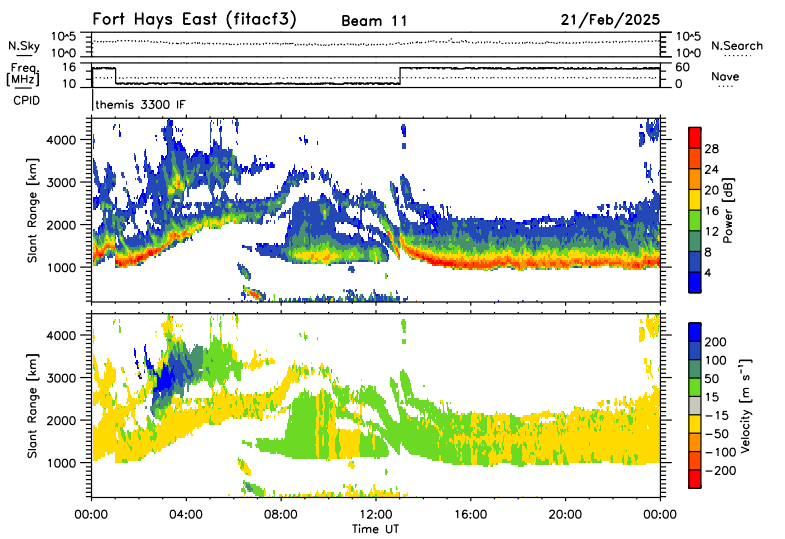 Fort Hays East (fitacf3) Beam 11 21/Feb/2025
N.Sky 10^5 10^0 10^5 10^0 N.Search
Freq. [MHz] 16 10 60 0 Nave
CPID themis 3300 IF
Slant Range [km]
4000
3000
2000
1000
28
24
20
16
12
8
4
Power [dB]
Slant Range [km]
4000
3000
2000
1000
200
100
50
15
-15
-50
-100
-200
Velocity [m s⁻¹]
00:00 04:00 08:00 12:00 16:00 20:00 00:00
Time UT